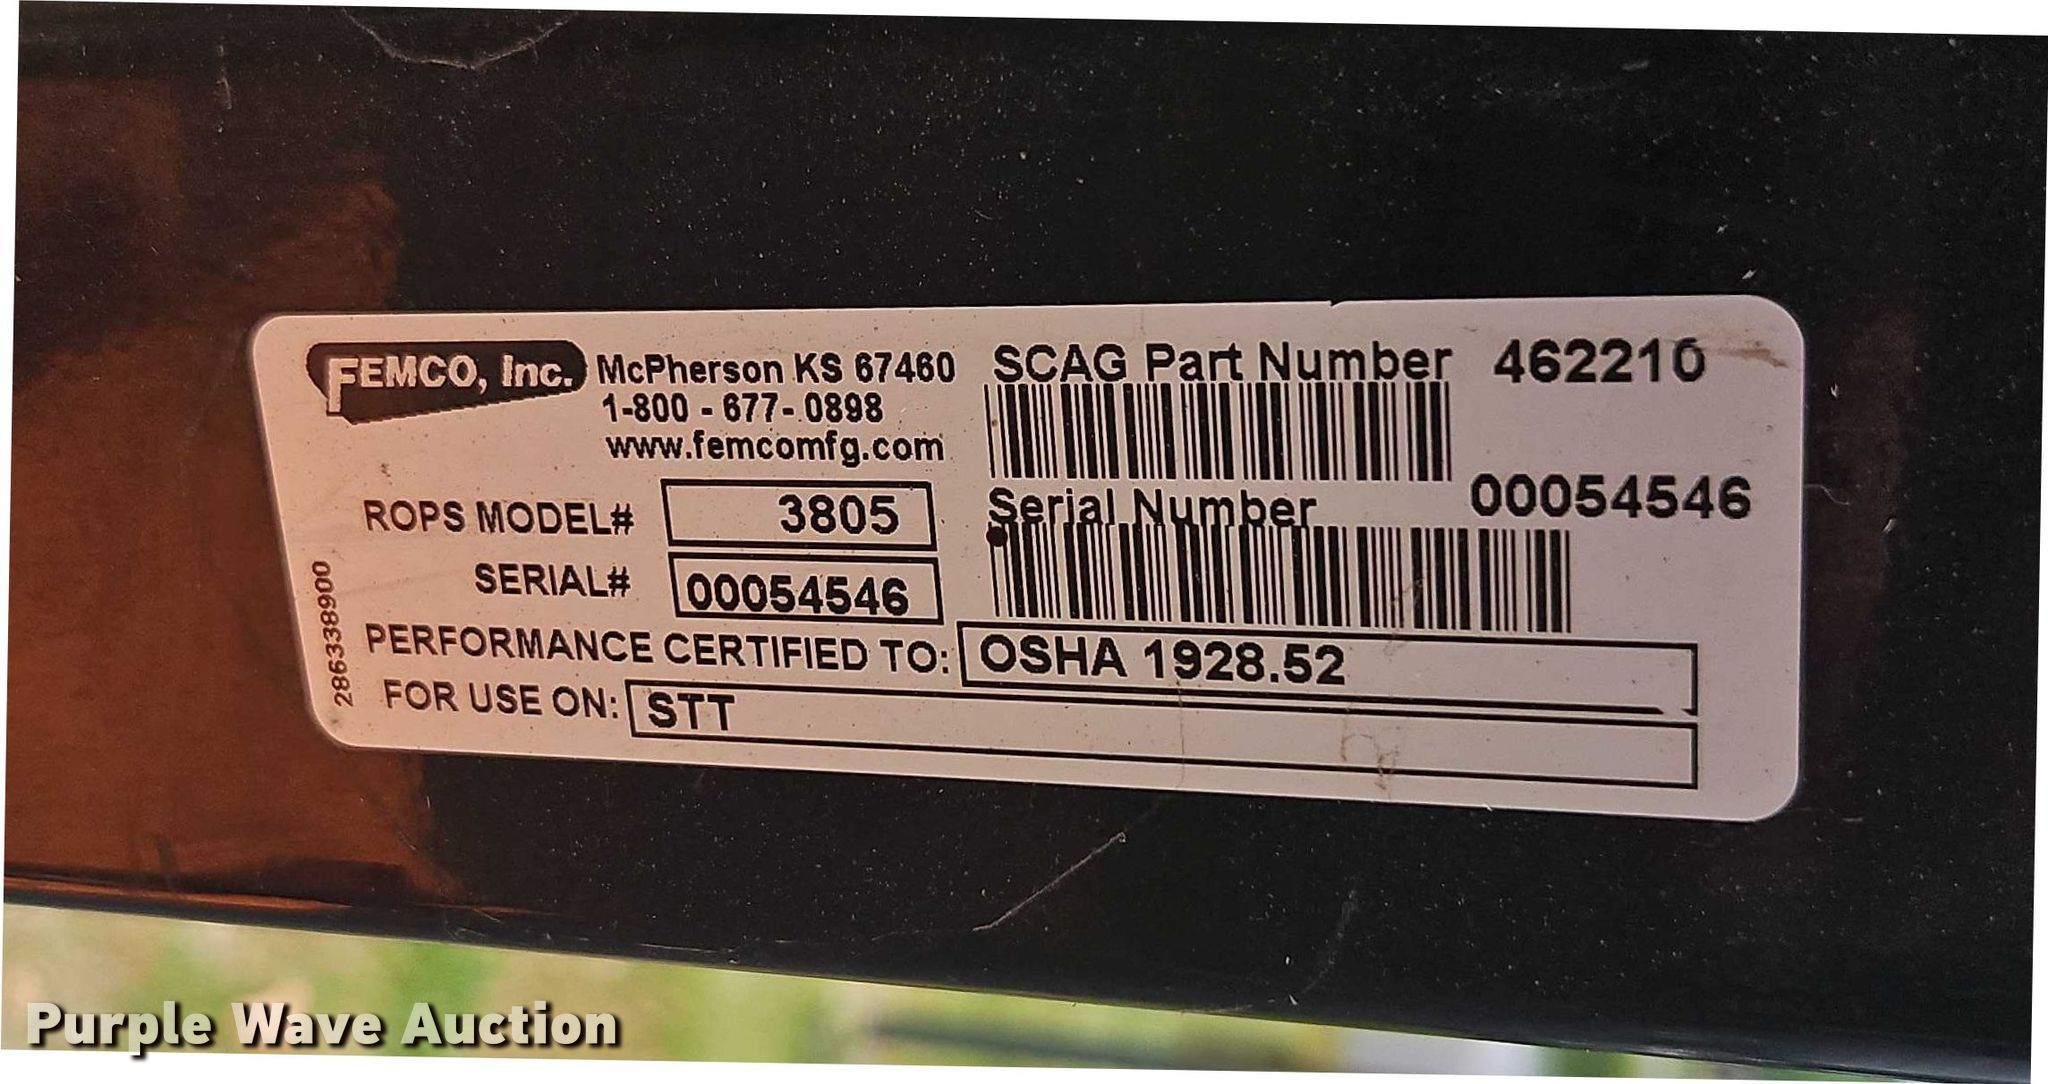 FEMCO, Inc. McPherson KS 67460
1-800 - 677- 0898
www.femcomfg.com
SCAG Part Number 462210
Serial Number 00054546
ROPS MODEL# 3805
SERIAL# 00054546
PERFORMANCE CERTIFIED TO: OSHA 1928.52
FOR USE ON: STT
286338900
Purple Wave Auction